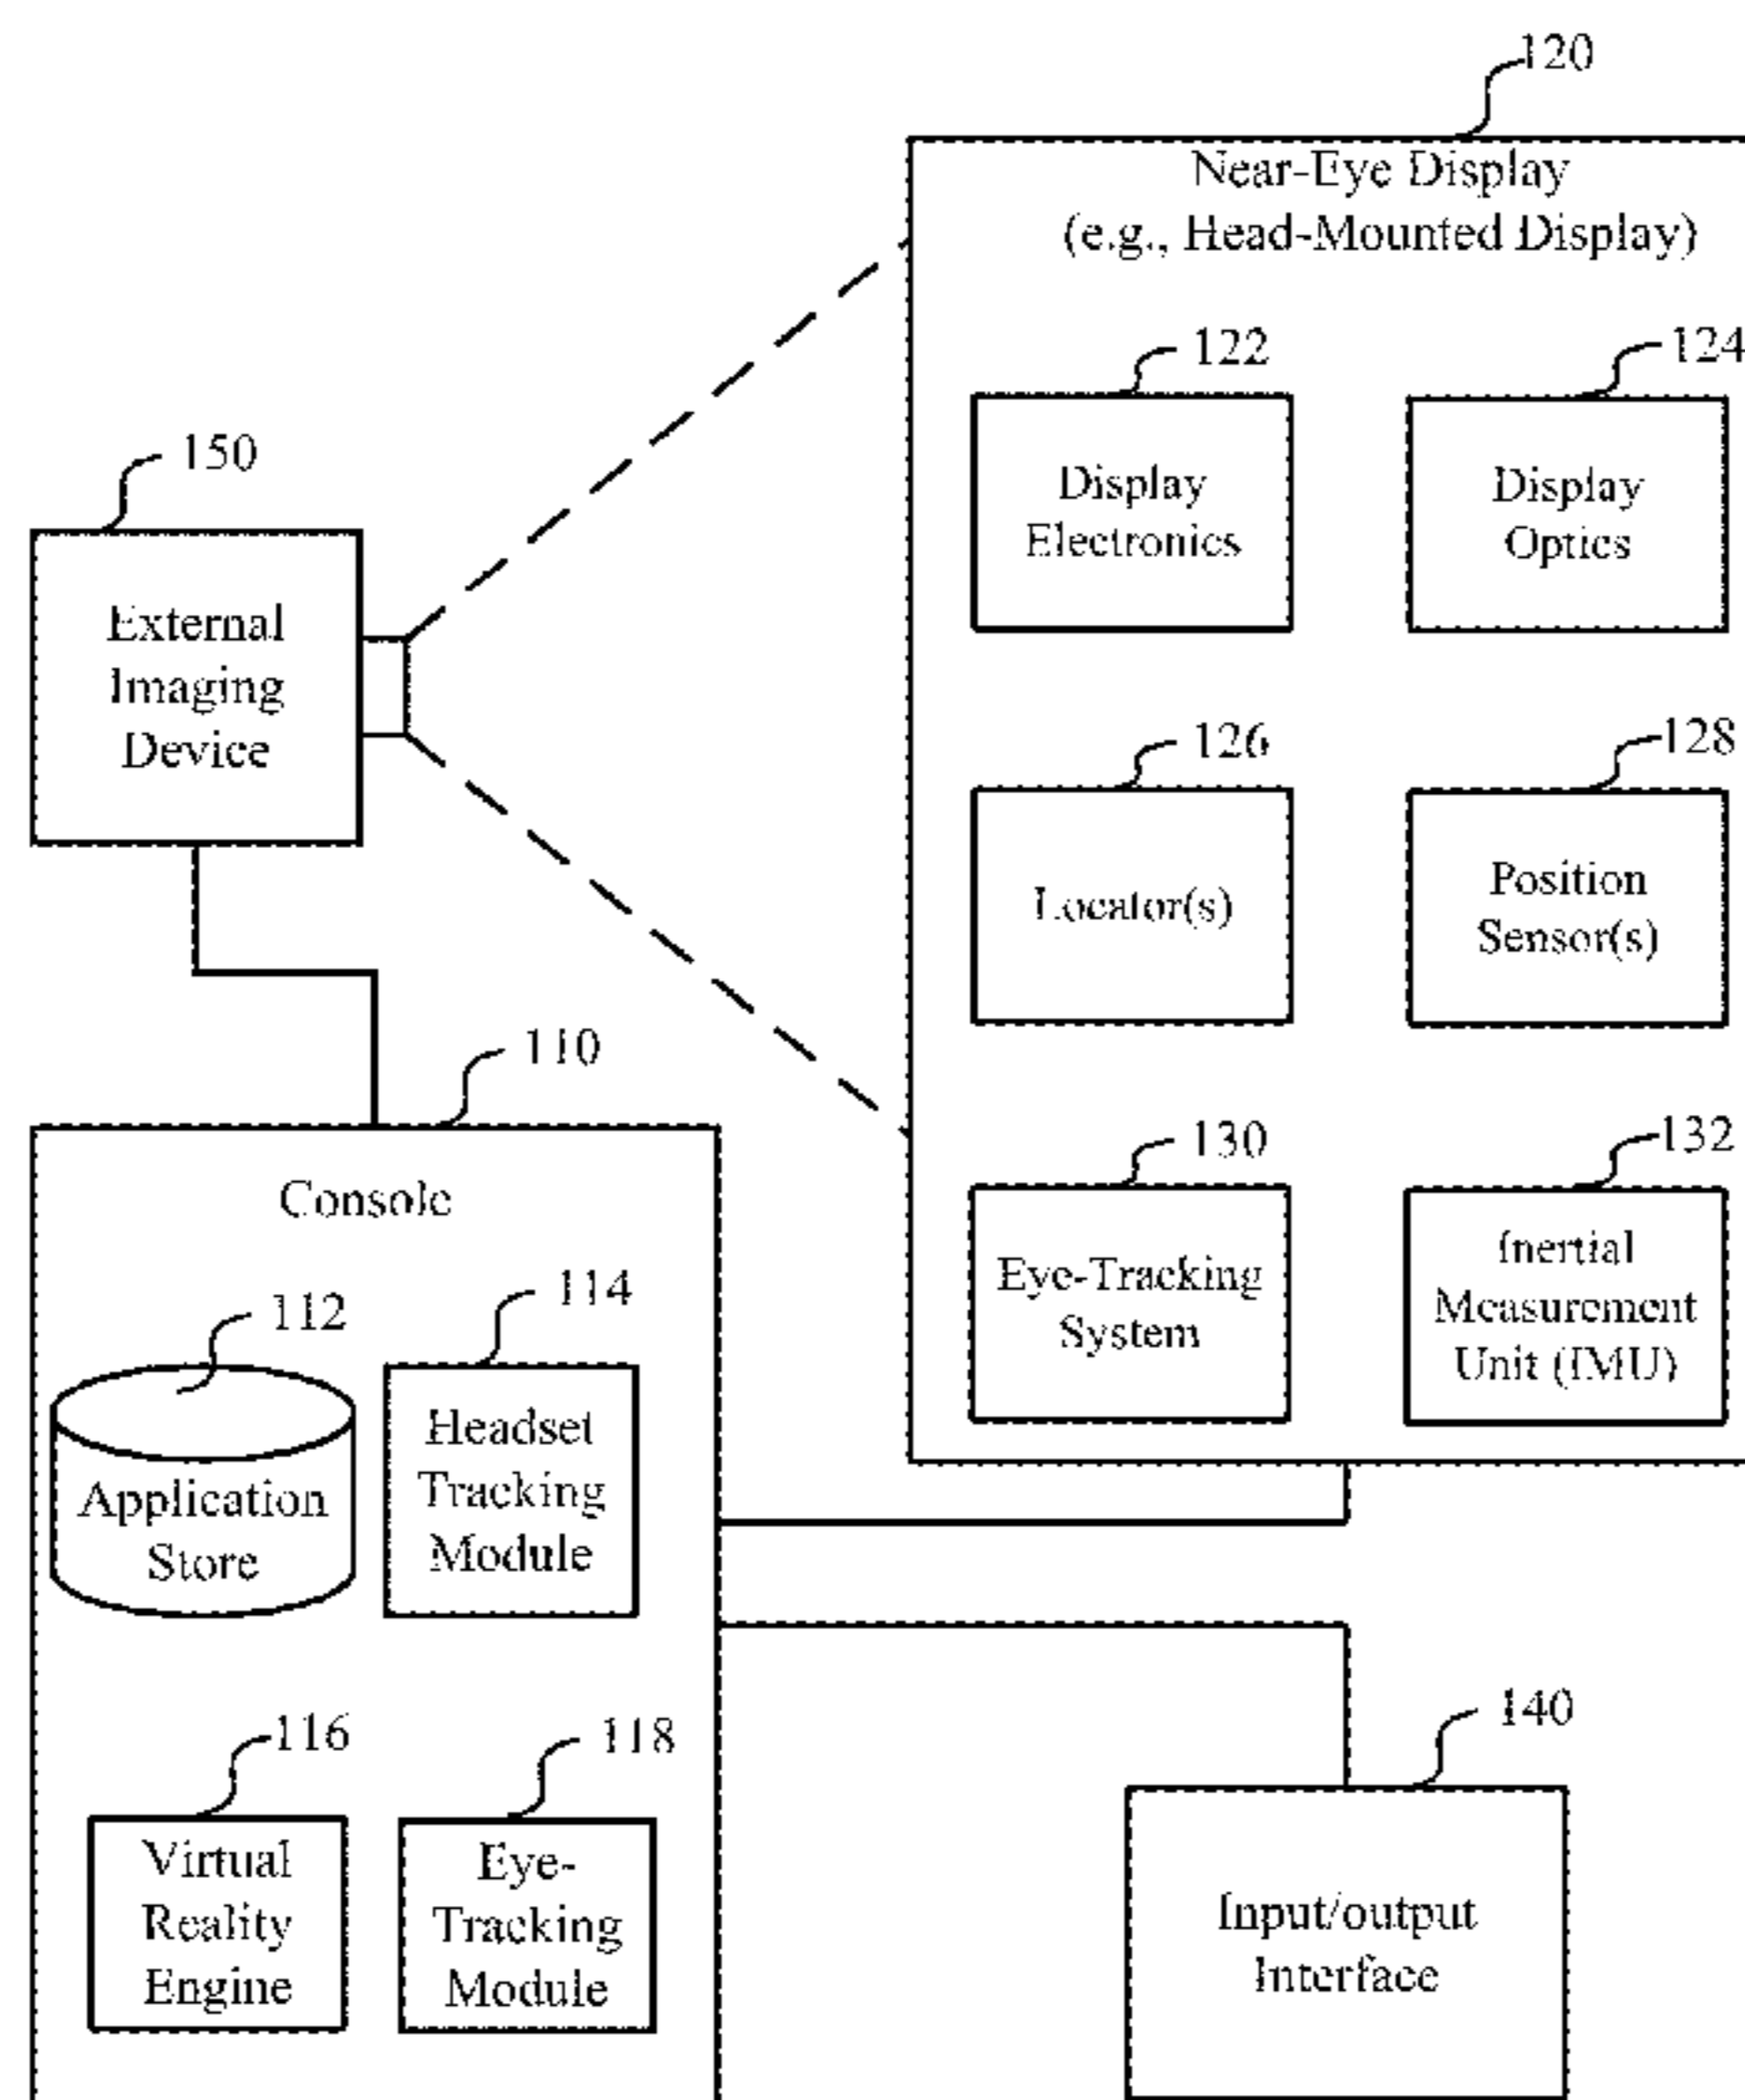 120
Near-Eye Display
(e.g., Head-Mounted Display)
122
124
Display
Electronics
Display
Optics
150
External
Imaging
Device
126
128
Locator(s)
Position
Sensor(s)
110
130
132
Console
Eye-Tracking
System
Inertial
Measurement
Unit (IMU)
112
114
Application
Store
Headset
Tracking
Module
116
118
140
Virtual
Reality
Engine
Eye-
Tracking
Module
Input/output
Interface